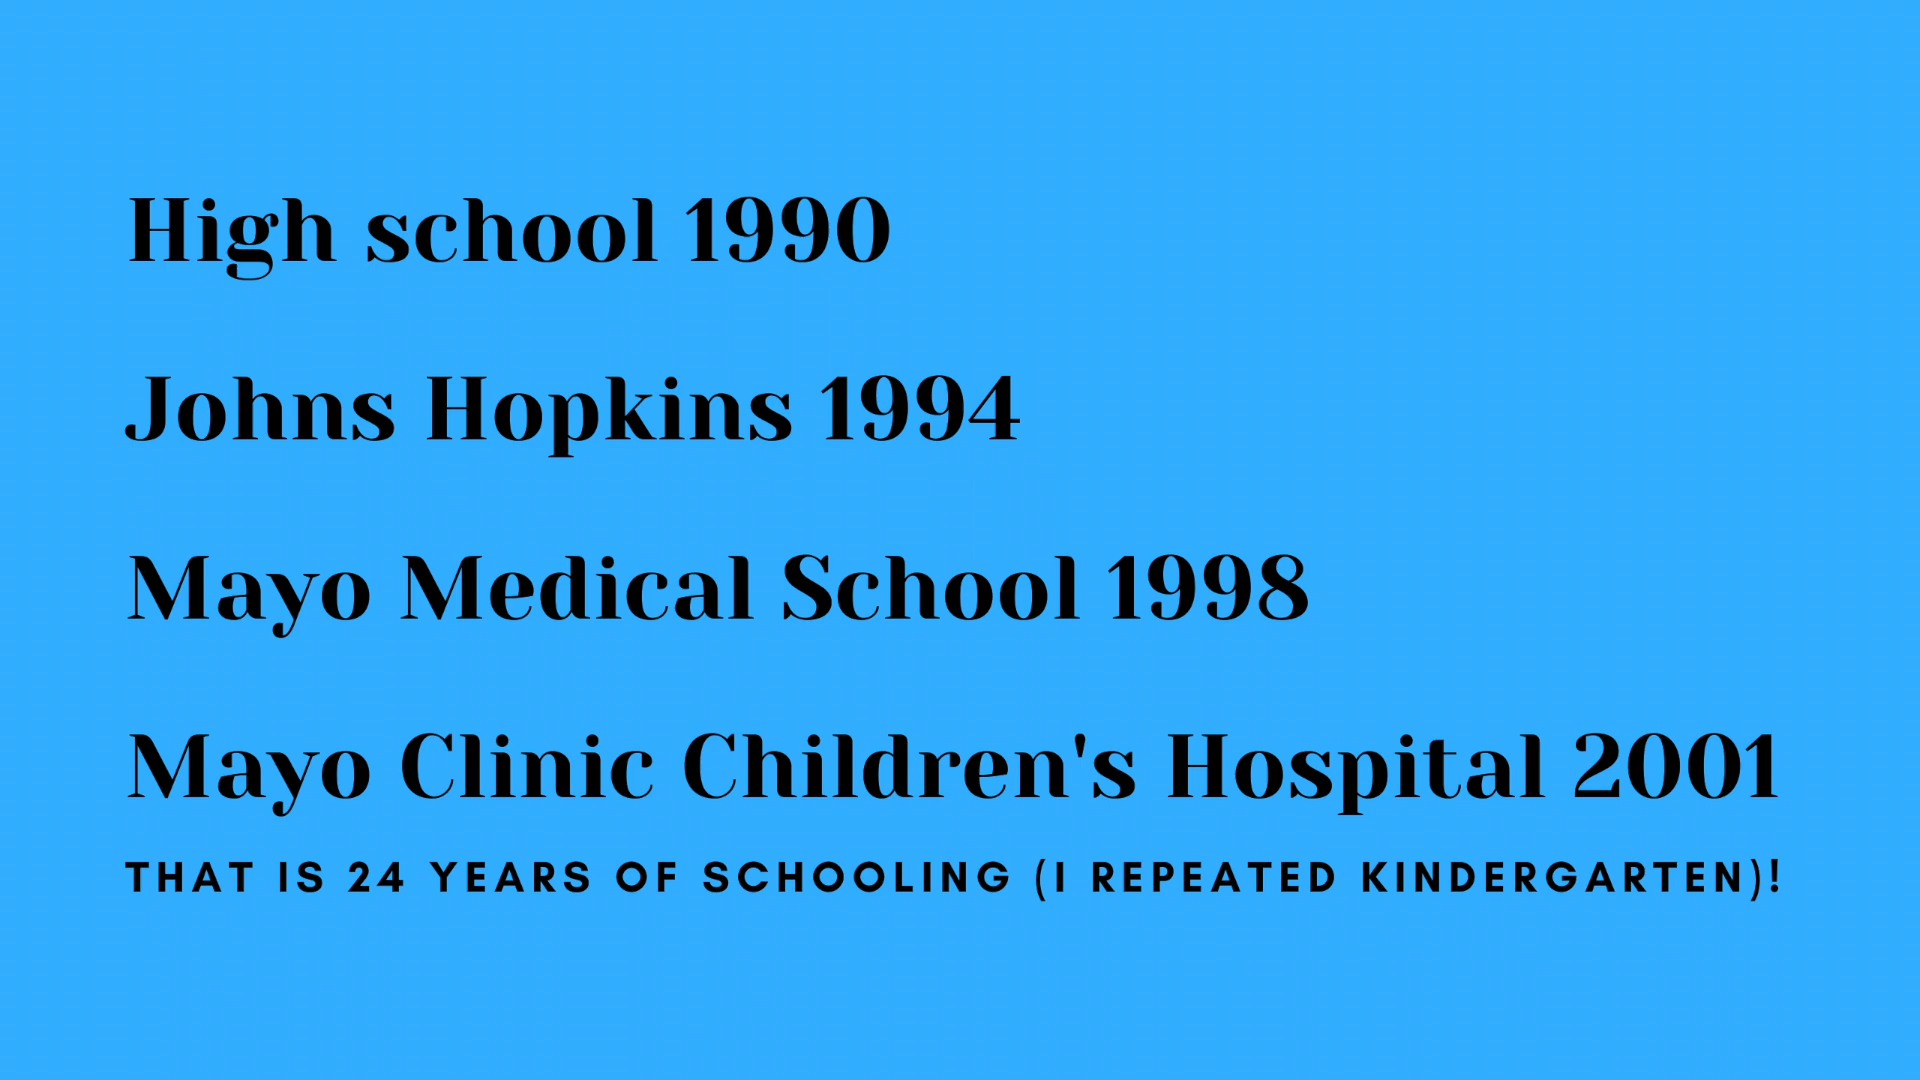 High school 1990
Johns Hopkins 1994
Mayo Medical School 1998
Mayo Clinic Children's Hospital 2001
THAT IS 24 YEARS OF SCHOOLING (I REPEATED KINDERGARTEN)!